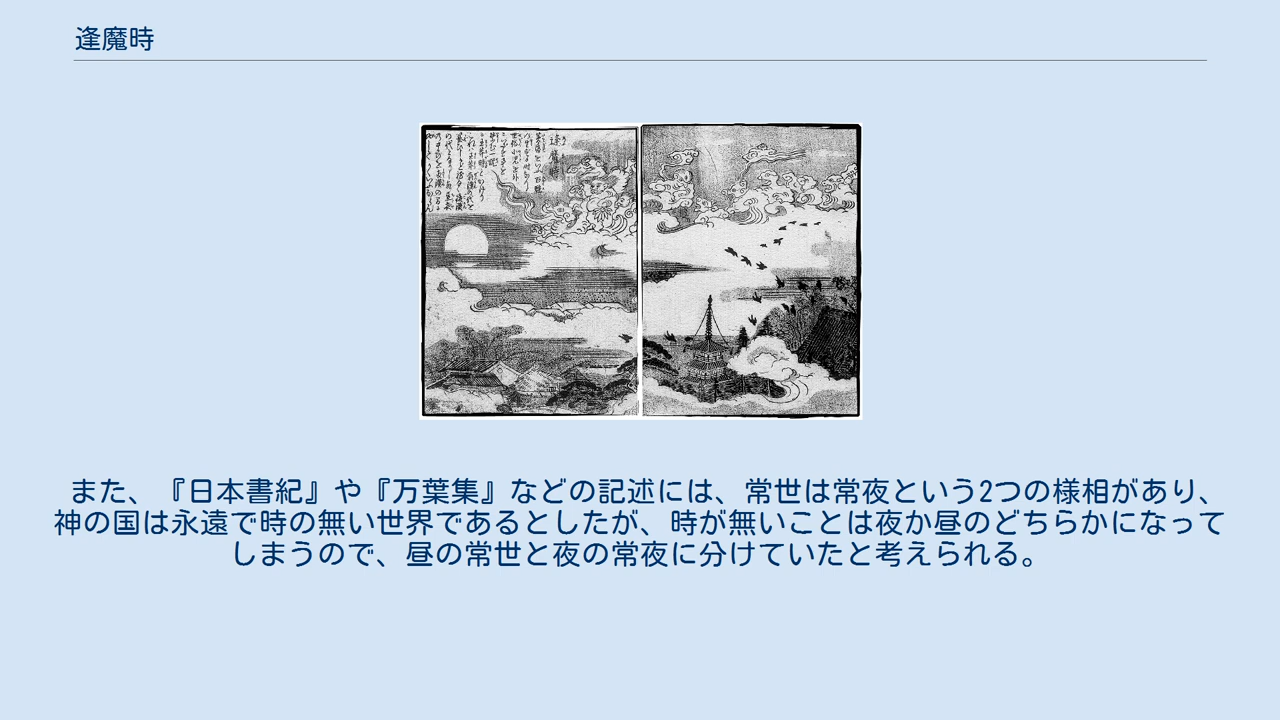 逢魔時
また、『日本書紀』や『万葉集』などの記述には、常世は常夜という2つの様相があり、
神の国は永遠で時の無い世界であるとしたが、時が無いことは夜か昼のどちらかになって
しまうので、昼の常世と夜の常夜に分けていたと考えられる。